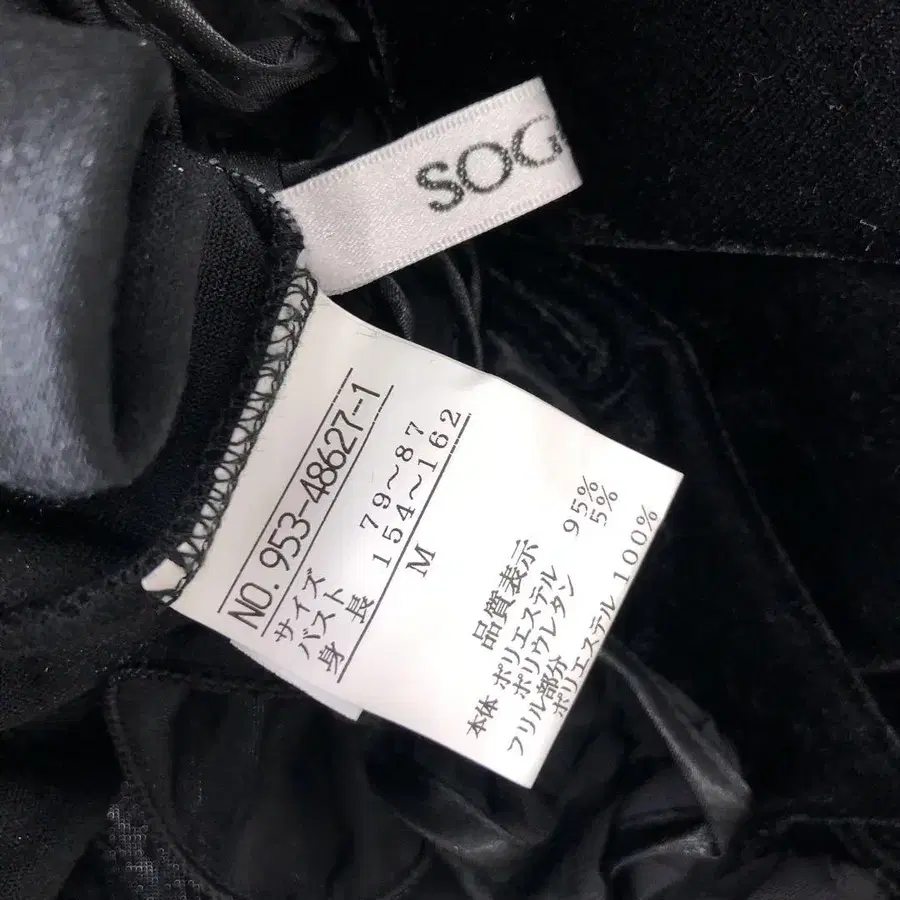 SOG
NO. 953-48627-1
サイズ
バスト 79~87
身長 154~162
M
品質表示
本体 ポリエステル 95%
ポリウレタン 5%
フリル部分
ポリエステル 100%